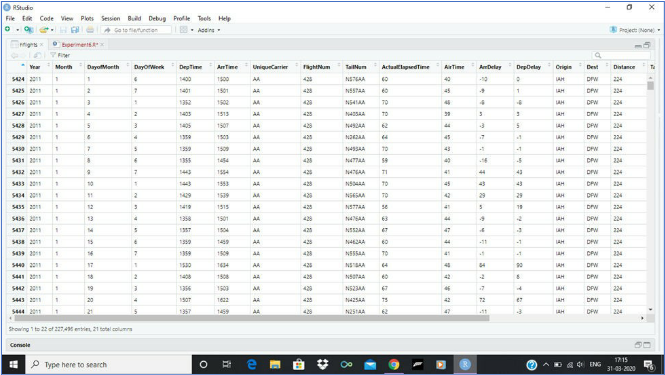 RStudio
File Edit Code View Plots Session Build Debug Profile Tools Help
Go to file/function Addins Project: (None)
hflights Experiment6.R*
Filter
Year Month DayofMonth DayOfWeek DepTime ArrTime UniqueCarrier FlightNum TailNum ActualElapsedTime AirTime ArrDelay DepDelay Origin Dest Distance Ta
5424 2011 1 1 6 1400 1500 AA 428 N576AA 60 40 -10 0 IAH DFW 224
5425 2011 1 2 7 1401 1501 AA 428 N557AA 60 45 -9 1 IAH DFW 224
5426 2011 1 3 1 1352 1502 AA 428 N541AA 70 48 -8 -8 IAH DFW 224
5427 2011 1 4 2 1403 1513 AA 428 N403AA 70 39 3 3 IAH DFW 224
5428 2011 1 5 3 1405 1507 AA 428 N492AA 62 44 -3 5 IAH DFW 224
5429 2011 1 6 4 1359 1503 AA 428 N262AA 64 45 -7 -1 IAH DFW 224
5430 2011 1 7 5 1359 1509 AA 428 N493AA 70 43 -1 -1 IAH DFW 224
5431 2011 1 8 6 1355 1454 AA 428 N477AA 59 40 -16 -5 IAH DFW 224
5432 2011 1 9 7 1443 1554 AA 428 N476AA 71 41 44 43 IAH DFW 224
5433 2011 1 10 1 1443 1553 AA 428 N504AA 70 45 43 43 IAH DFW 224
5434 2011 1 11 2 1429 1539 AA 428 N565AA 70 42 29 29 IAH DFW 224
5435 2011 1 12 3 1419 1515 AA 428 N577AA 56 41 5 19 IAH DFW 224
5436 2011 1 13 4 1358 1501 AA 428 N476AA 63 44 -9 -2 IAH DFW 224
5437 2011 1 14 5 1357 1504 AA 428 N552AA 67 47 -6 -3 IAH DFW 224
5438 2011 1 15 6 1359 1459 AA 428 N462AA 60 44 -11 -1 IAH DFW 224
5439 2011 1 16 7 1359 1509 AA 428 N555AA 70 41 -1 -1 IAH DFW 224
5440 2011 1 17 1 1530 1634 AA 428 N518AA 64 48 84 90 IAH DFW 224
5441 2011 1 18 2 1408 1508 AA 428 N507AA 60 42 -2 8 IAH DFW 224
5442 2011 1 19 3 1356 1503 AA 428 N523AA 67 46 -7 -4 IAH DFW 224
5443 2011 1 20 4 1507 1622 AA 428 N425AA 75 42 72 67 IAH DFW 224
5444 2011 1 21 5 1357 1459 AA 428 N251AA 62 47 -11 -3 IAH DFW 224
Showing 1 to 22 of 227,496 entries, 21 total columns
Console
Type here to search
ENG
17:15
31-03-2020